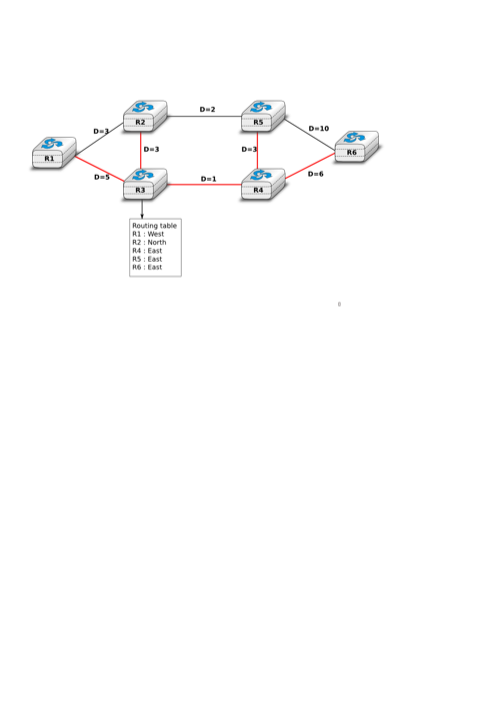 D=2
R2
R5
D=3
D=10
R1
D=3
D=3
R6
D=5
D=1
D=6
R3
R4
Routing table
R1 : West
R2 : North
R4 : East
R5 : East
R6 : East
8